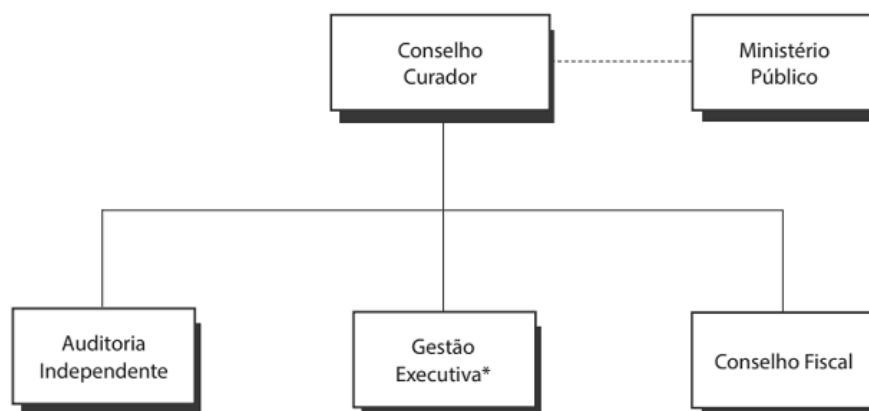 Conselho
Curador
Ministério
Público
Auditoria
Independente
Gestão
Executiva*
Conselho Fiscal